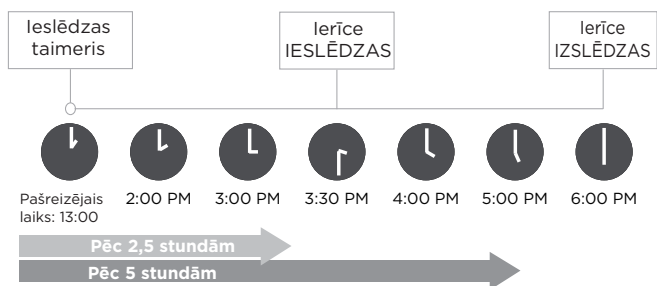 Ieslēdzas
taimeris
Ierīce
IESLĒDZAS
Ierīce
IZSLĒDZAS
Pašreizējais
laiks: 13:00
2:00 PM
3:00 PM
3:30 PM
4:00 PM
5:00 PM
6:00 PM
Pēc 2,5 stundām
Pēc 5 stundām